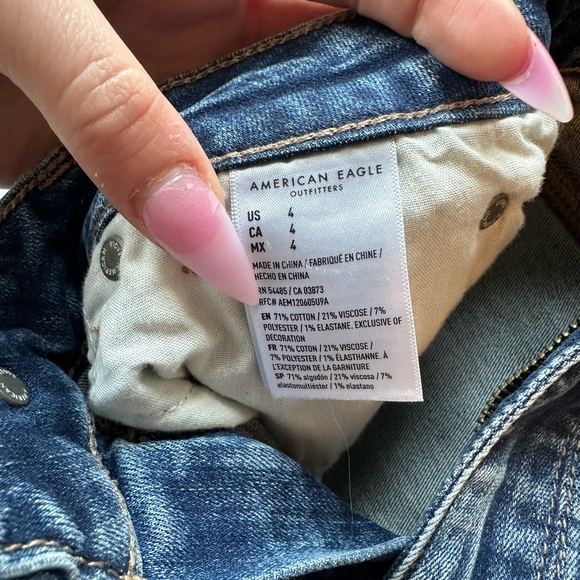 AMERICAN EAGLE
OUTFITTERS
US 4
CA 4
MX 4
MADE IN CHINA / FABRIQUÉ EN CHINE /
HECHO EN CHINA
RN 54485 / CA 03873
RFC# AEM120605U9A
EN 71% COTTON / 21% VISCOSE / 7%
POLYESTER / 1% ELASTANE. EXCLUSIVE OF
DECORATION
FR 71% COTON / 21% VISCOSE /
7% POLYESTER / 1% ÉLASTHANNE. À
L'EXCEPTION DE LA GARNITURE
SP 71% algodón / 21% viscosa / 7%
elastomultiéster / 1% elastano